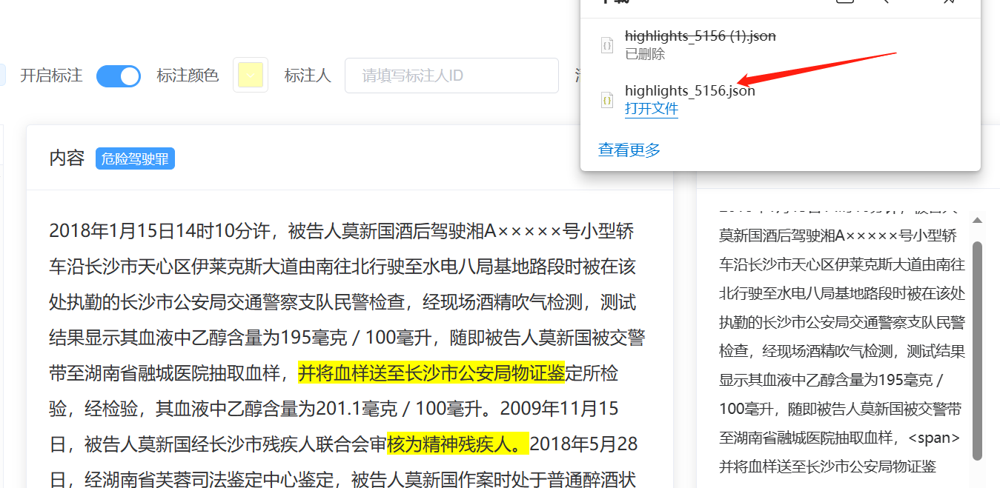 highlights_5156 (1).json
已删除
开启标注
标注颜色
标注人
请填写标注人ID
highlights_5156.json
打开文件
查看更多
内容
危险驾驶罪
2018年1月15日14时10分许，被告人莫新国酒后驾驶湘A×××××号小型轿
车沿长沙市天心区伊莱克斯大道由南往北行驶至水电八局基地路段时被在该
处执勤的长沙市公安局交通警察支队民警检查，经现场酒精吹气检测，测试
结果显示其血液中乙醇含量为195毫克／100毫升，随即被告人莫新国被交警
带至湖南省融城医院抽取血样，并将血样送至长沙市公安局物证鉴定所检
验，经检验，其血液中乙醇含量为201.1毫克／100毫升。2009年11月15
日，被告人莫新国经长沙市残疾人联合会审核为精神残疾人。2018年5月28
日，经湖南省芙蓉司法鉴定中心鉴定，被告人莫新国作案时处于普通醉酒状
莫新国酒后驾驶湘A×××××号小型轿
车沿长沙市天心区伊莱克斯大道由南往
北行驶至水电八局基地路段时被在该处
执勤的长沙市公安局交通警察支队民警
检查，经现场酒精吹气检测，测试结果
显示其血液中乙醇含量为195毫克／
100毫升，随即被告人莫新国被交警带
至湖南省融城医院抽取血样，<span>
并将血样送至长沙市公安局物证鉴